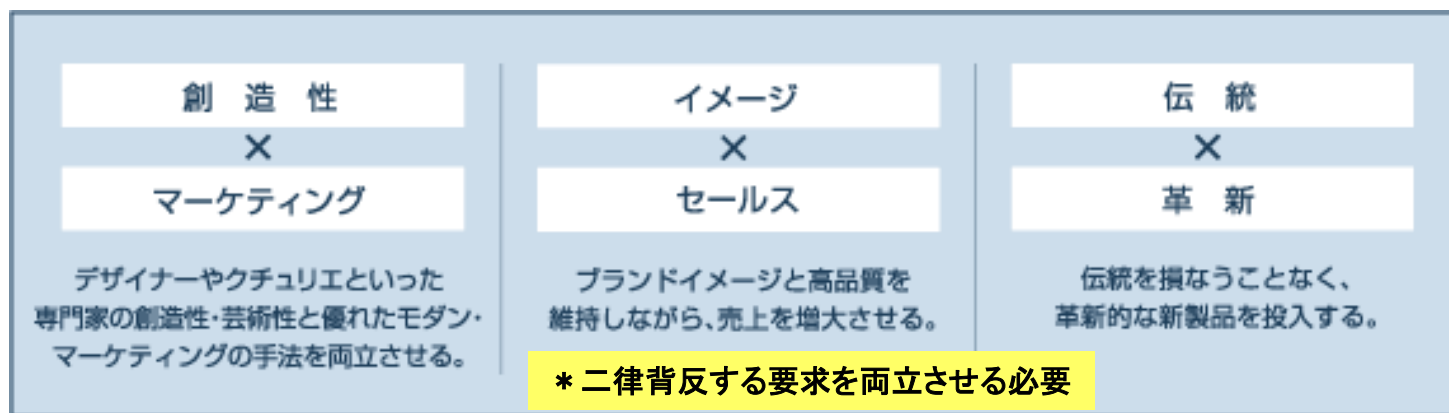 創 造 性
×
マーケティング
デザイナーやクチュリエといった
専門家の創造性・芸術性と優れたモダン・
マーケティングの手法を両立させる。
イメージ
×
セールス
ブランドイメージと高品質を
維持しながら、売上を増大させる。
伝 統
×
革 新
伝統を損なうことなく、
革新的な新製品を投入する。
*二律背反する要求を両立させる必要